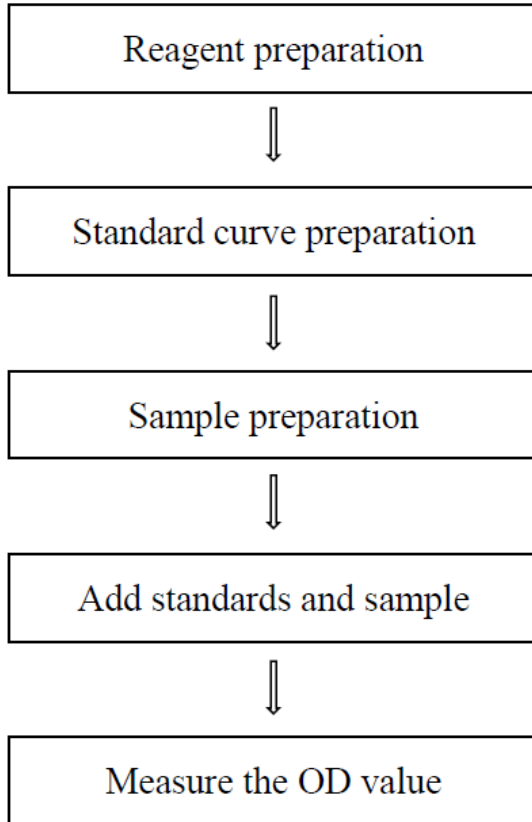 Reagent preparation
Standard curve preparation
Sample preparation
Add standards and sample
Measure the OD value